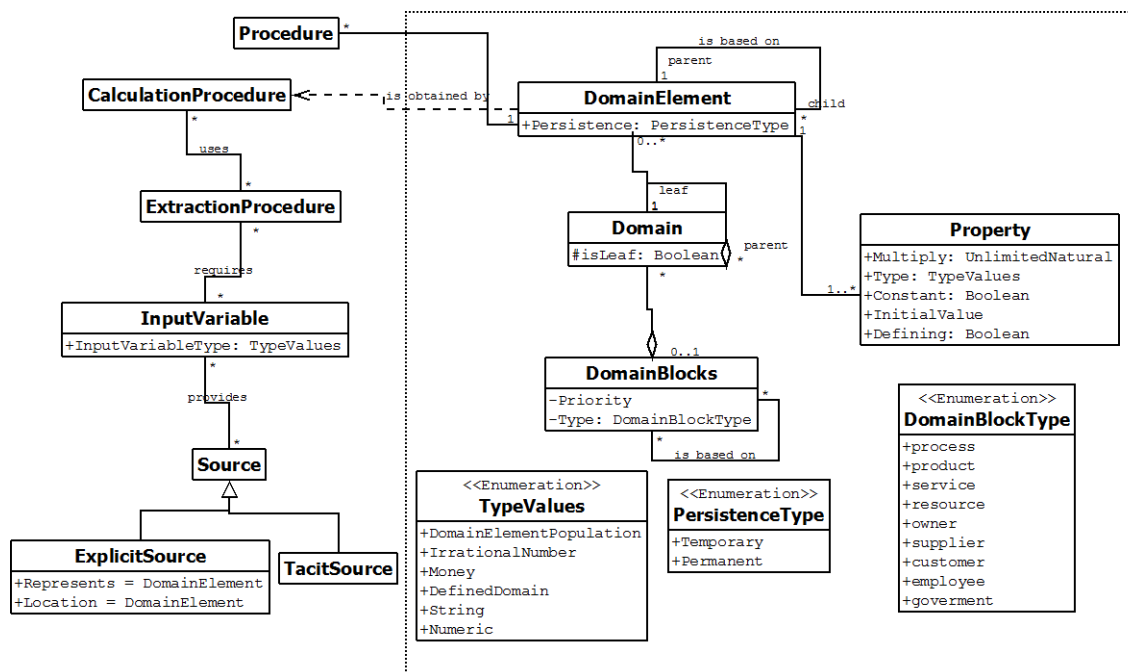 Procedure
*
is based on
parent
1
CalculationProcedure
*
is obtained by
1
DomainElement
+Persistence: PersistenceType
child
*
1
0..*
uses
*
ExtractionProcedure
*
leaf
1
Domain
#isLeaf: Boolean
parent
*
*
Property
+Multiply: UnlimitedNatural
+Type: TypeValues
+Constant: Boolean
+InitialValue
+Defining: Boolean
1..*
requires
*
InputVariable
+InputVariableType: TypeValues
*
0..1
DomainBlocks
-Priority
-Type: DomainBlockType
*
*
is based on
provides
*
Source
ExplicitSource
+Represents = DomainElement
+Location = DomainElement
TacitSource
<<Enumeration>>
TypeValues
+DomainElementPopulation
+IrrationalNumber
+Money
+DefinedDomain
+String
+Numeric
<<Enumeration>>
PersistenceType
+Temporary
+Permanent
<<Enumeration>>
DomainBlockType
+process
+product
+service
+resource
+owner
+supplier
+customer
+employee
+goverment